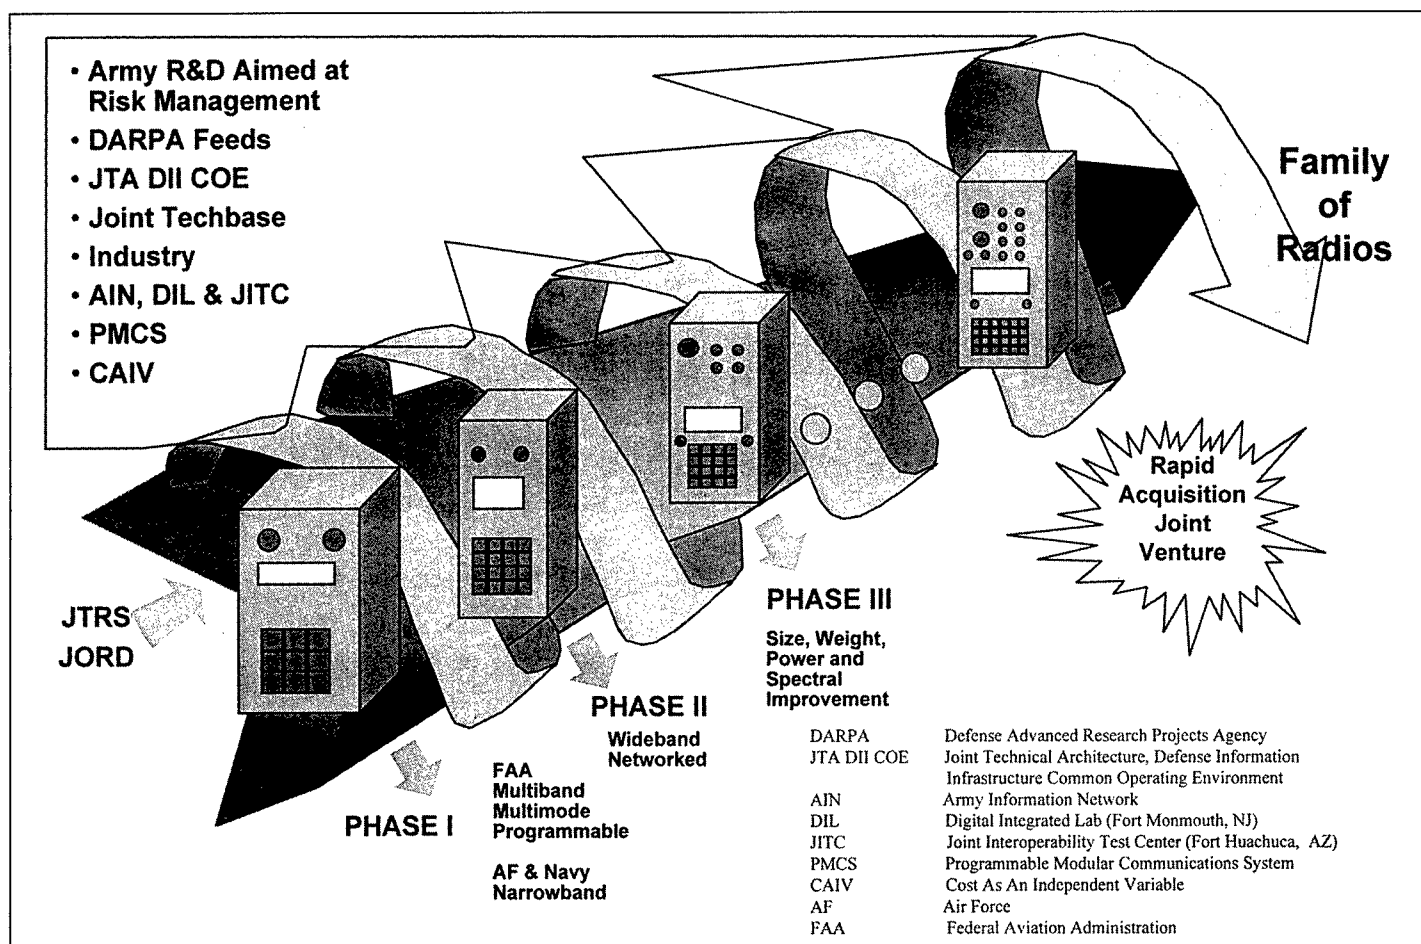 • Army R&D Aimed at
Risk Management
• DARPA Feeds
• JTA DII COE
• Joint Techbase
• Industry
• AIN, DIL & JITC
• PMCS
• CAIV
Family
of
Radios
Rapid
Acquisition
Joint
Venture
JTRS
JORD
PHASE I
FAA
Multiband
Multimode
Programmable
AF & Navy
Narrowband
PHASE II
Wideband
Networked
PHASE III
Size, Weight,
Power and
Spectral
Improvement
DARPA Defense Advanced Research Projects Agency
JTA DII COE Joint Technical Architecture, Defense Information
Infrastructure Common Operating Environment
AIN Army Information Network
DIL Digital Integrated Lab (Fort Monmouth, NJ)
JITC Joint Interoperability Test Center (Fort Huachuca, AZ)
PMCS Programmable Modular Communications System
CAIV Cost As An Independent Variable
AF Air Force
FAA Federal Aviation Administration